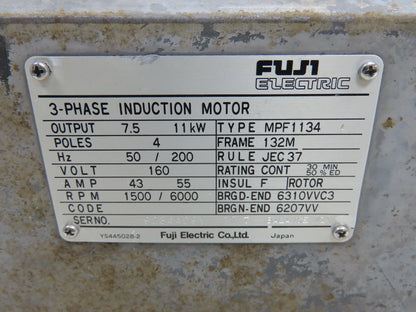 FUJI
ELECTRIC
3-PHASE INDUCTION MOTOR
OUTPUT 7.5 11kW TYPE MPF1134
POLES 4 FRAME 132M
Hz 50 / 200 RULE JEC37
VOLT 160 RATING CONT 30 MIN 50 % ED
AMP 43 55 INSUL F ROTOR
RPM 1500 / 6000 BRGD-END 6310VVC3
CODE BRGN-END 6207VV
SERNO.
YS445028-2 Fuji Electric Co.,Ltd. Japan